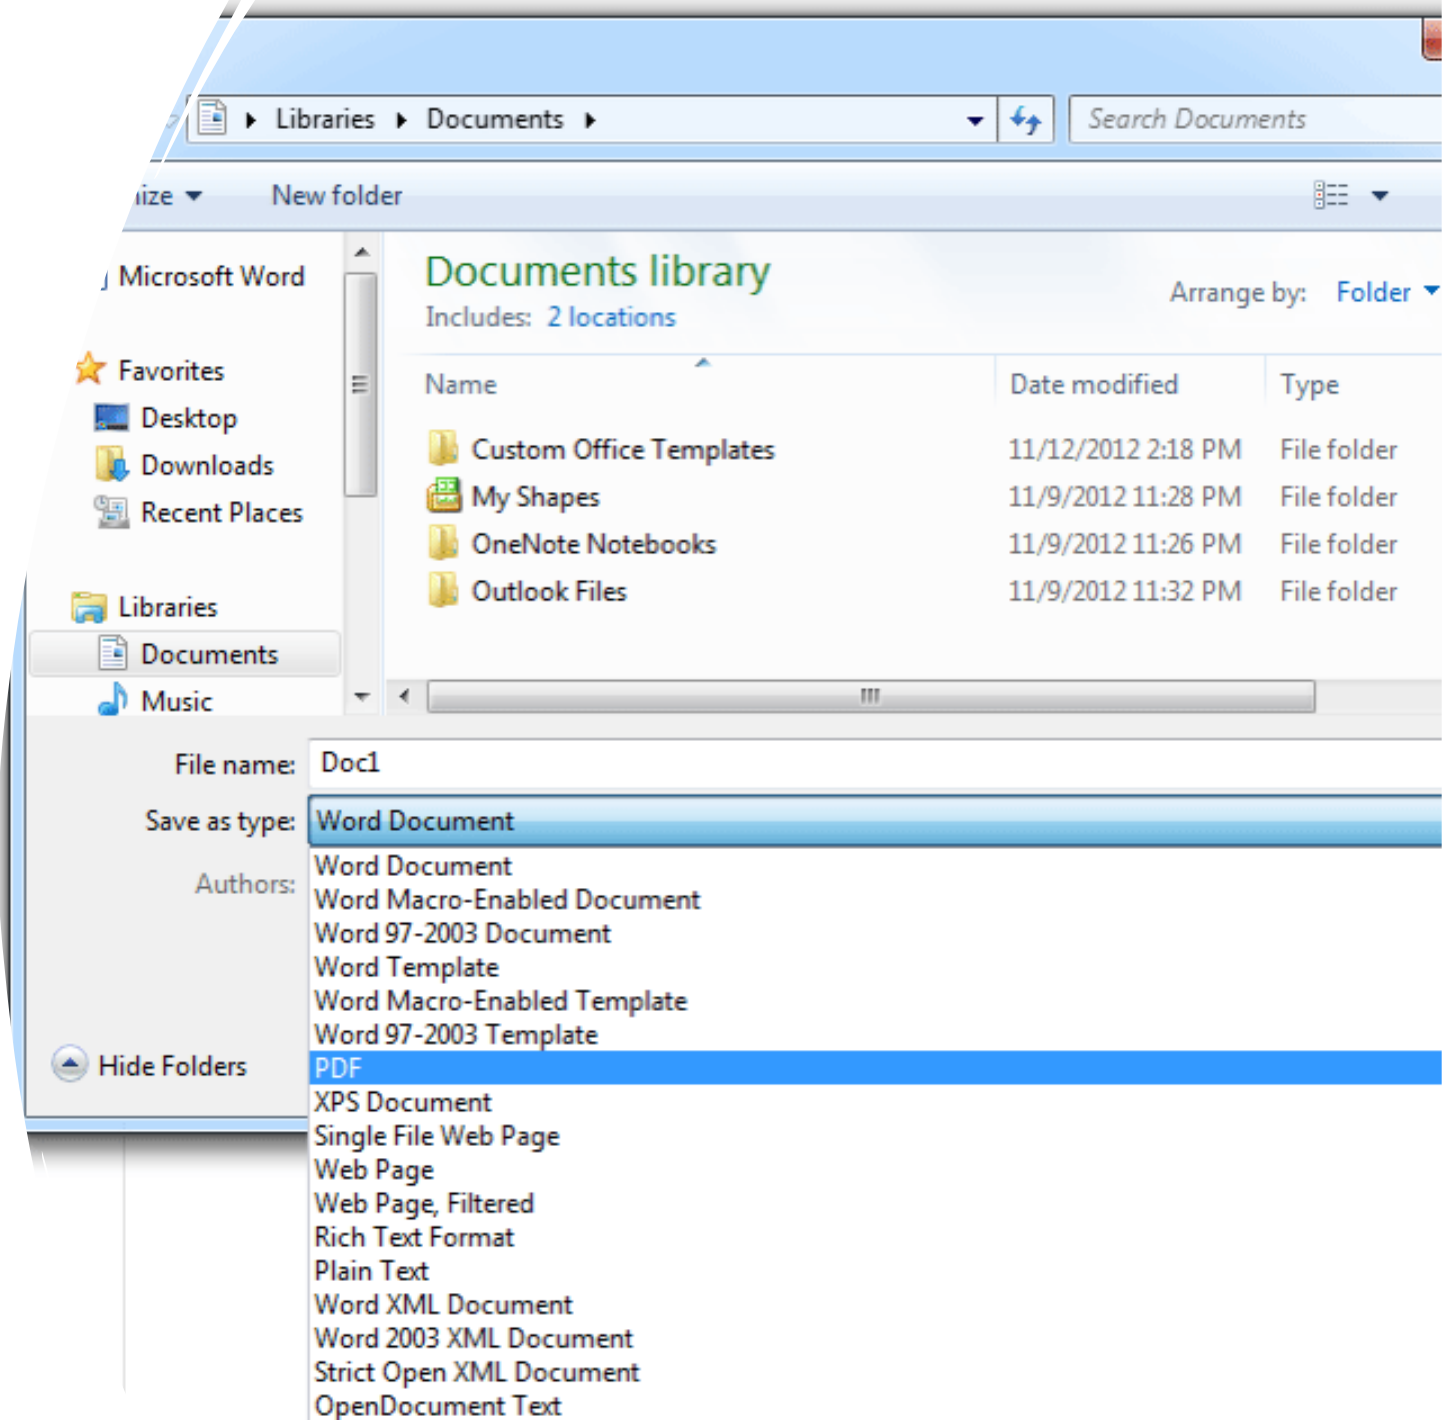 Libraries Documents Search Documents
New folder
Microsoft Word
Documents library
Includes: 2 locations
Arrange by: Folder
Favorites
Desktop
Downloads
Recent Places
Libraries
Documents
Music
Name Date modified Type
Custom Office Templates 11/12/2012 2:18 PM File folder
My Shapes 11/9/2012 11:28 PM File folder
OneNote Notebooks 11/9/2012 11:26 PM File folder
Outlook Files 11/9/2012 11:32 PM File folder
File name: Doc1
Save as type: Word Document
Authors:
Hide Folders
Word Document
Word Macro-Enabled Document
Word 97-2003 Document
Word Template
Word Macro-Enabled Template
Word 97-2003 Template
PDF
XPS Document
Single File Web Page
Web Page
Web Page, Filtered
Rich Text Format
Plain Text
Word XML Document
Word 2003 XML Document
Strict Open XML Document
OpenDocument Text